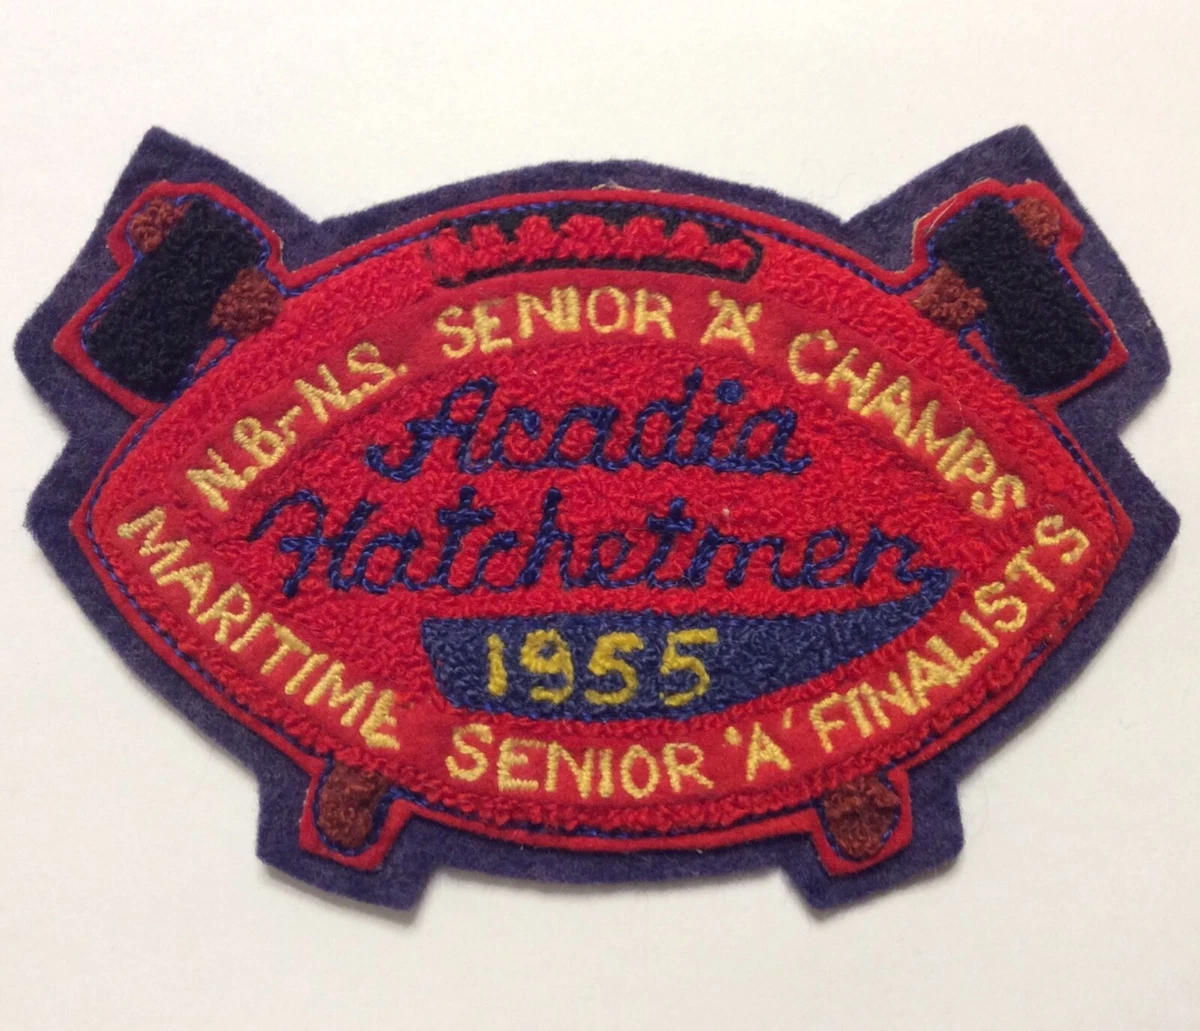 N.B-N.S. SENIOR 'A' CHAMPS
Acadia
Hatchetmen
1955
MARITIME SENIOR 'A' FINALISTS